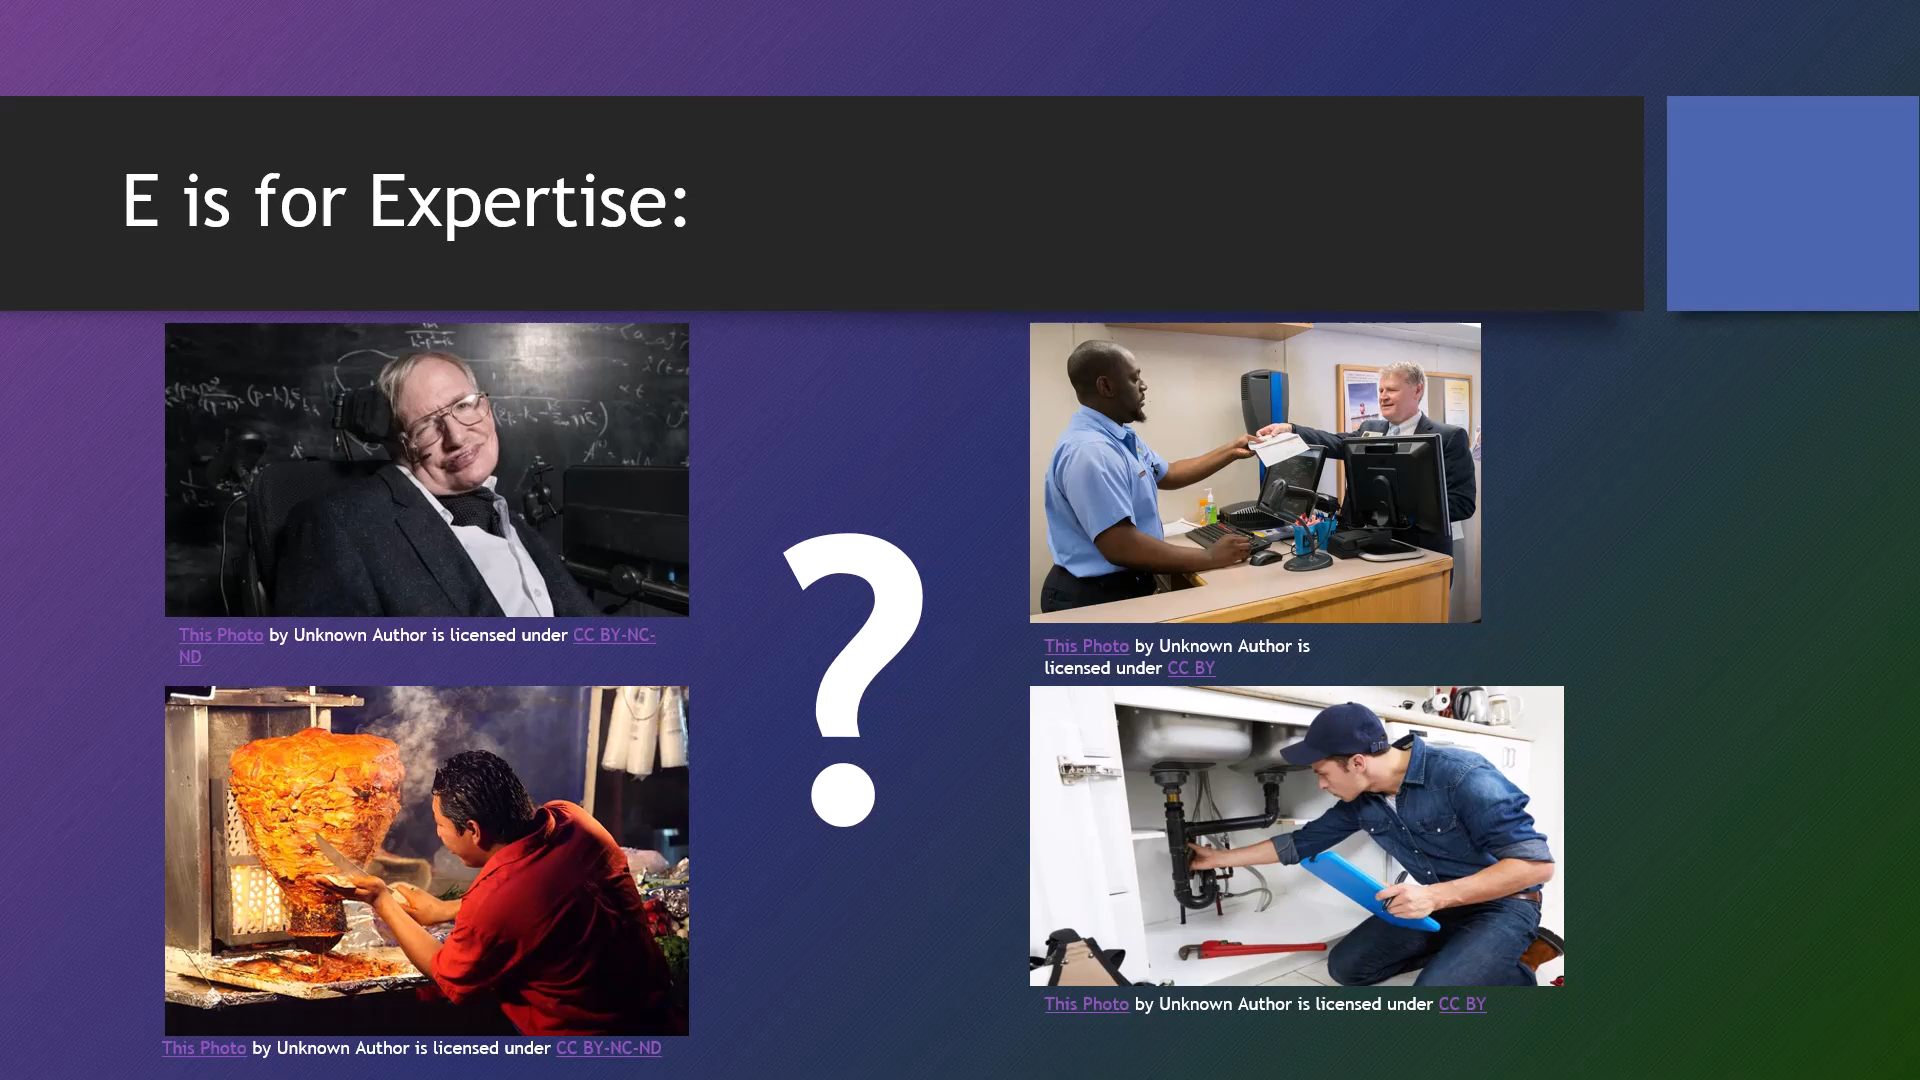 E is for Expertise:
This Photo by Unknown Author is licensed under CC BY-NC-
ND
?
This Photo by Unknown Author is
licensed under CC BY
This Photo by Unknown Author is licensed under CC BY
This Photo by Unknown Author is licensed under CC BY-NC-ND